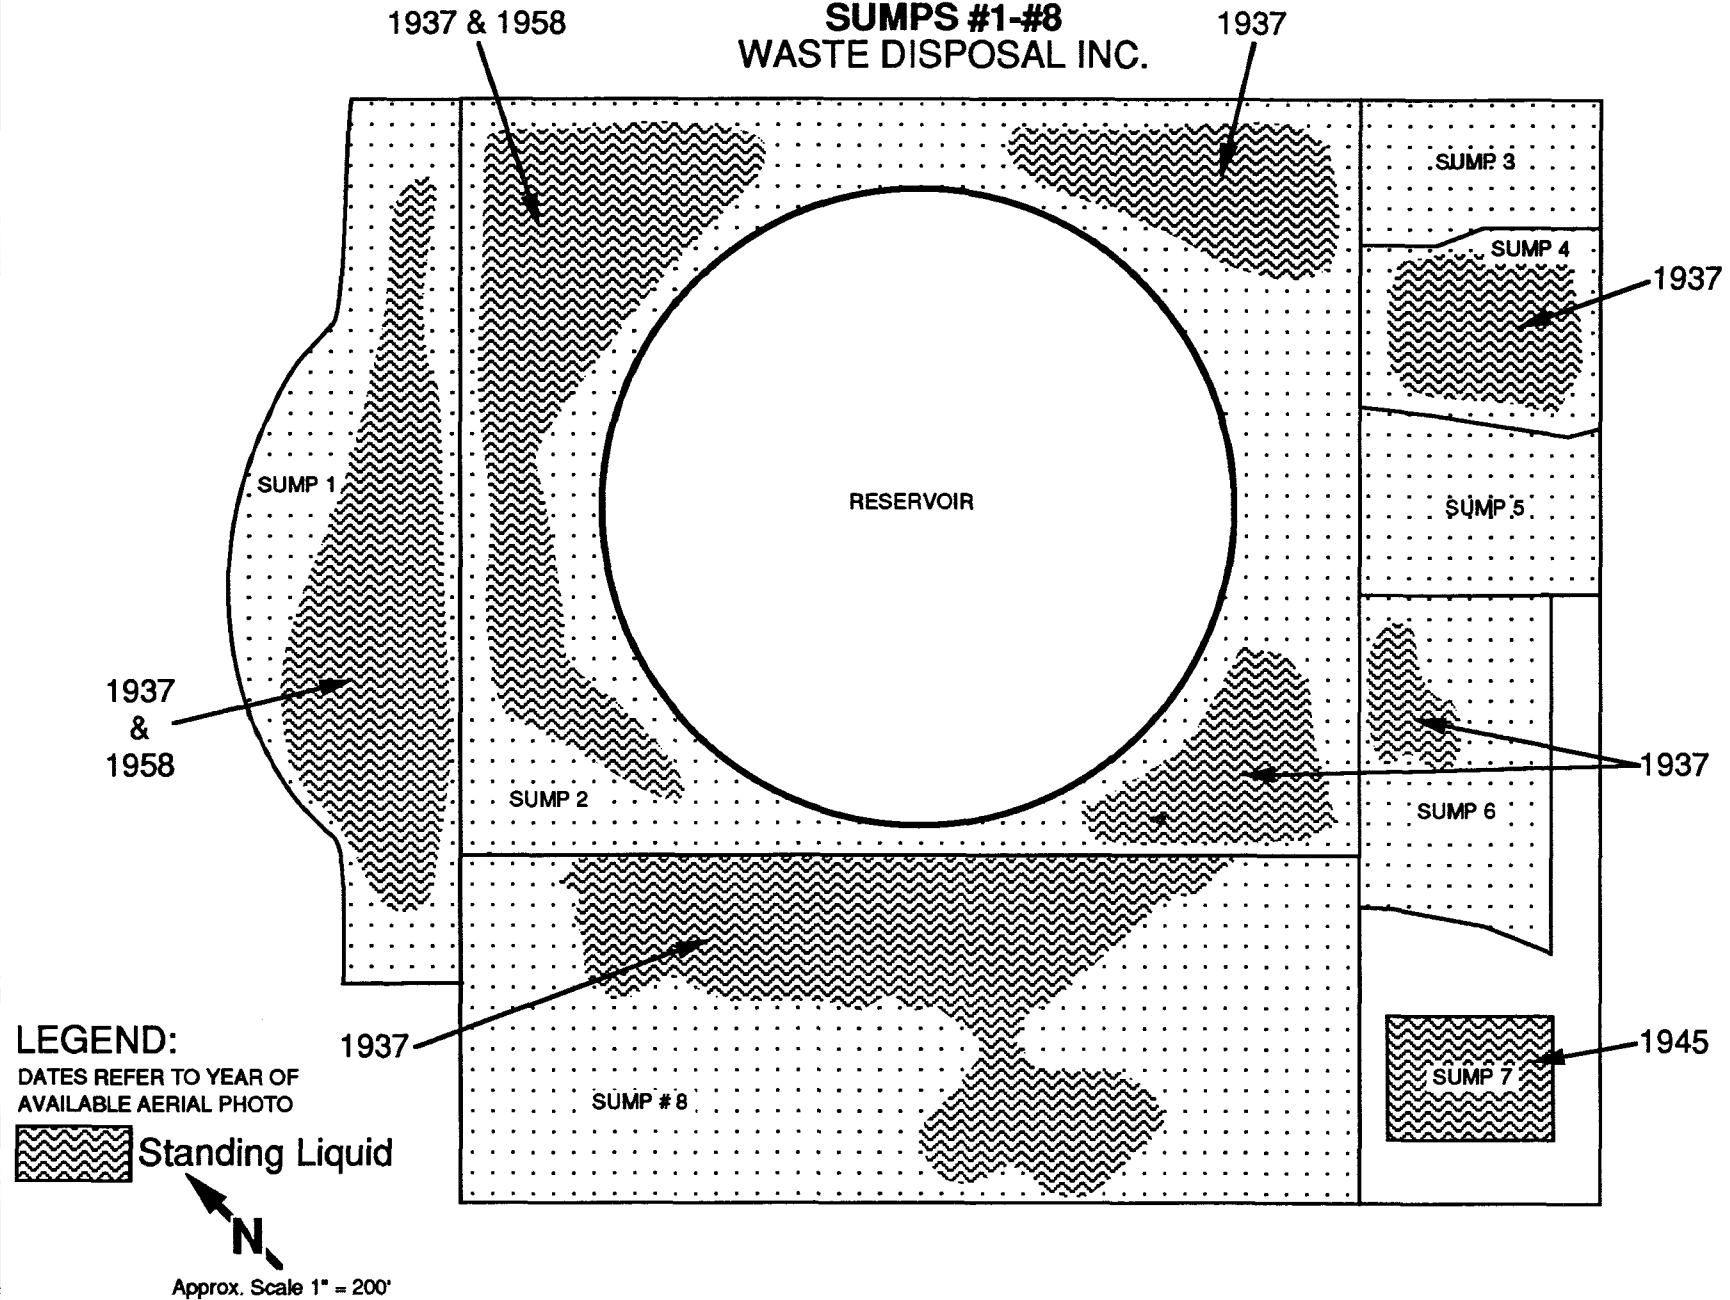 1937 & 1958
SUMPS #1-#8
1937
WASTE DISPOSAL INC.
SUMP 3
SUMP 4
1937
SUMP 1
RESERVOIR
SUMP 5
1937
&
1958
1937
SUMP 2
SUMP 6
1937
1945
SUMP 7
SUMP # 8
LEGEND:
DATES REFER TO YEAR OF
AVAILABLE AERIAL PHOTO
Standing Liquid
N
Approx. Scale 1" = 200'